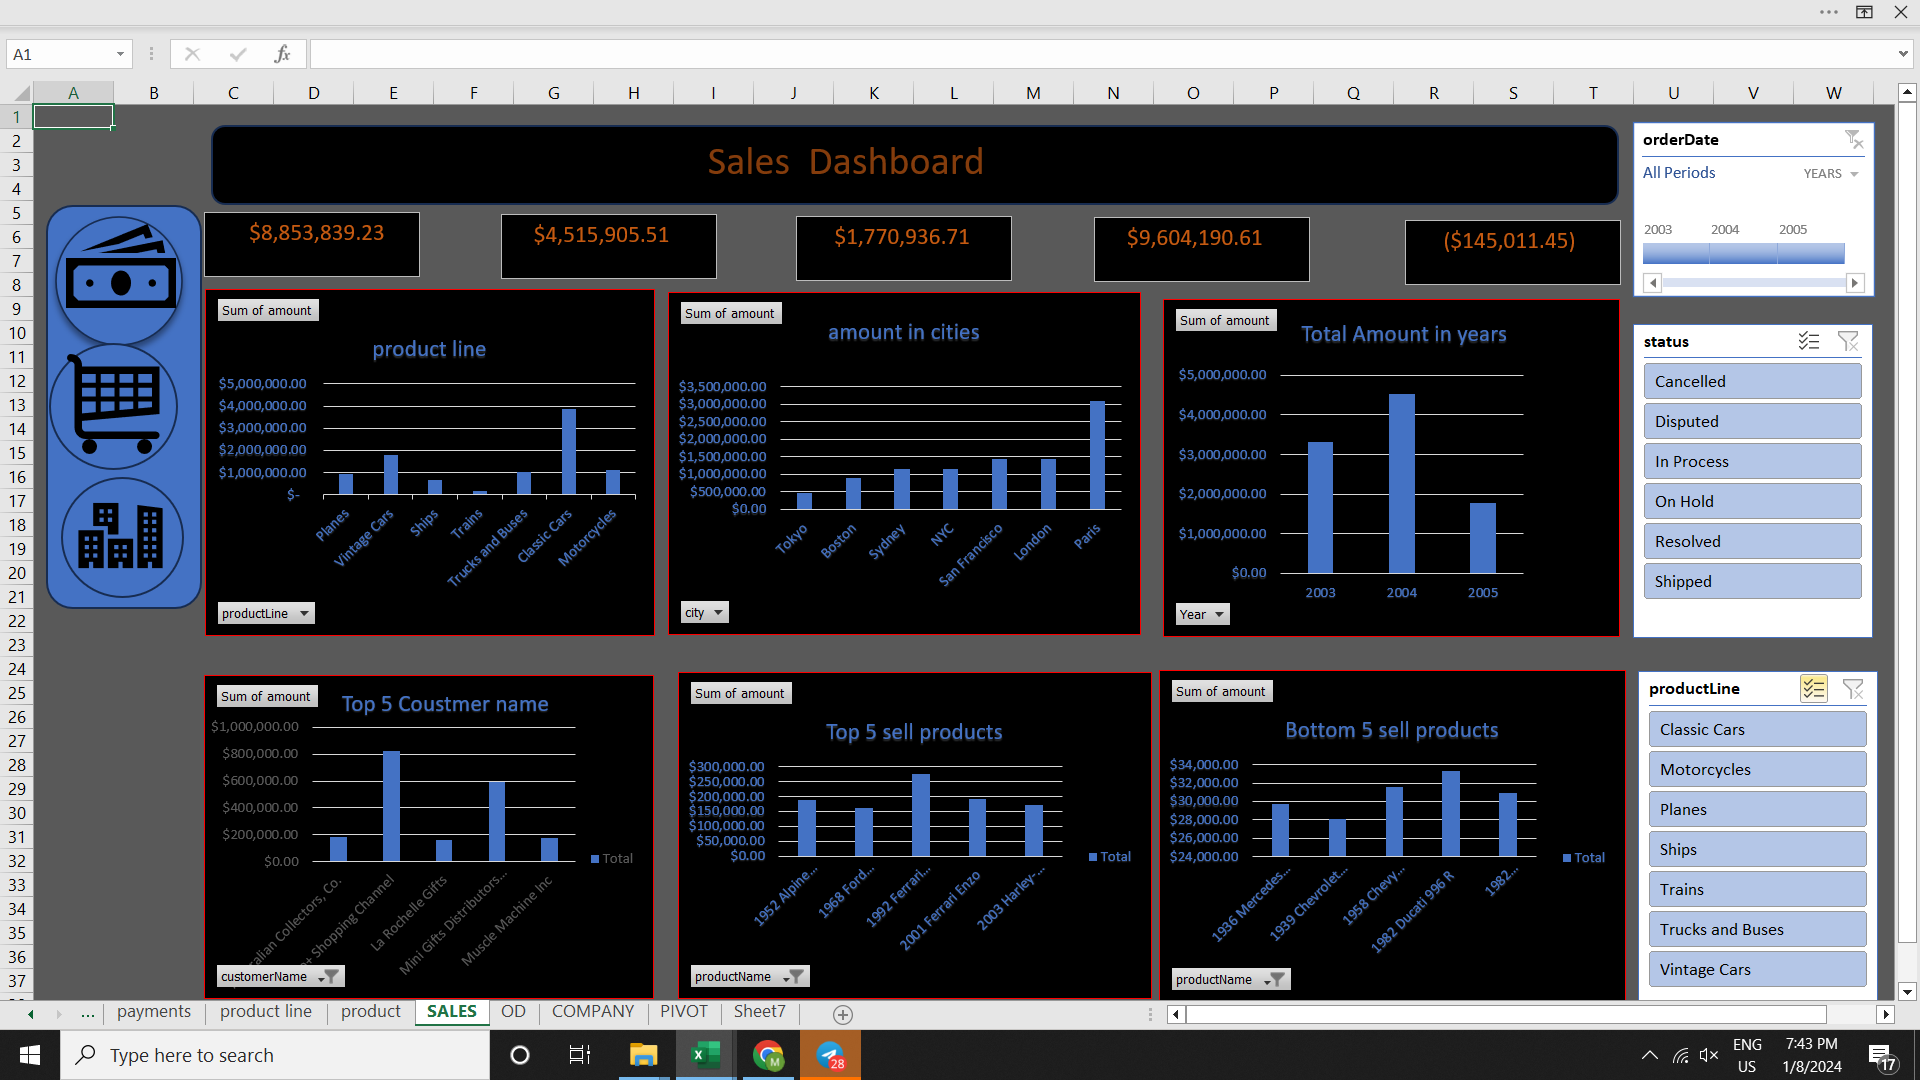 A1
fx
A B C D E F G H I J K L M N O P Q R S T U V W
1
2
3
4
5
6
7
8
9
10
11
12
13
14
15
16
17
18
19
20
21
22
23
24
25
26
27
28
29
30
31
32
33
34
35
36
37
Sales Dashboard
$8,853,839.23
$4,515,905.51
$1,770,936.71
$9,604,190.61
($145,011.45)
orderDate
All Periods
YEARS
2003 2004 2005
Sum of amount
product line
$5,000,000.00
$4,000,000.00
$3,000,000.00
$2,000,000.00
$1,000,000.00
$-
Planes
Vintage Cars
Ships
Trains
Trucks and Buses
Classic Cars
Motorcycles
productLine
Sum of amount
amount in cities
$3,500,000.00
$3,000,000.00
$2,500,000.00
$2,000,000.00
$1,500,000.00
$1,000,000.00
$500,000.00
$0.00
Tokyo
Boston
Sydney
NYC
San Francisco
London
Paris
city
Sum of amount
Total Amount in years
$5,000,000.00
$4,000,000.00
$3,000,000.00
$2,000,000.00
$1,000,000.00
$0.00
2003 2004 2005
Year
status
Cancelled
Disputed
In Process
On Hold
Resolved
Shipped
Sum of amount
Top 5 Coustmer name
$1,000,000.00
$800,000.00
$600,000.00
$400,000.00
$200,000.00
$0.00
Collectors, Co.
Shopping Channel
La Rochelle Gifts
Mini Gifts Distributors...
Muscle Machine Inc
Total
customerName
Sum of amount
Top 5 sell products
$300,000.00
$250,000.00
$200,000.00
$150,000.00
$100,000.00
$50,000.00
$0.00
1952 Alpine...
1968 Ford...
1992 Ferrari...
2001 Ferrari Enzo
2003 Harley-...
Total
productName
Sum of amount
Bottom 5 sell products
$34,000.00
$32,000.00
$30,000.00
$28,000.00
$26,000.00
$24,000.00
1936 Mercedes...
1939 Chevrolet...
1958 Chevy...
1982 Ducati 996 R
1982...
Total
productName
productLine
Classic Cars
Motorcycles
Planes
Ships
Trains
Trucks and Buses
Vintage Cars
... payments product line product SALES OD COMPANY PIVOT Sheet7
Type here to search
M
28
ENG
US
7:43 PM
1/8/2024
17